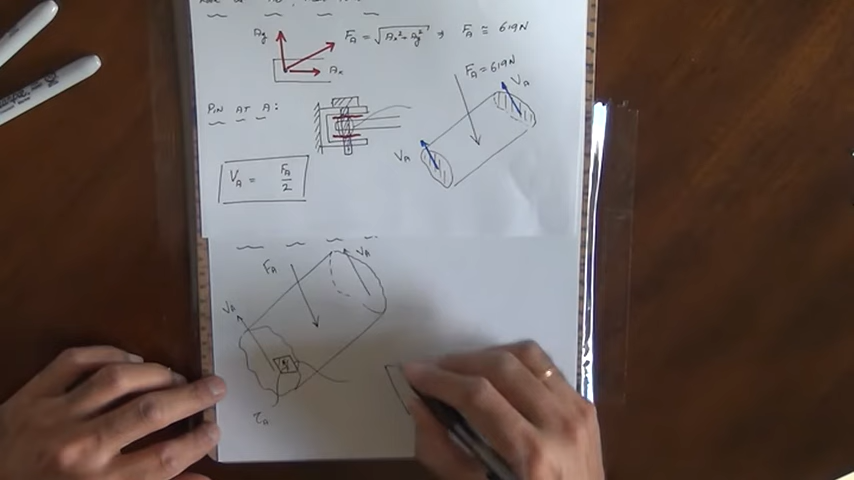 Ay
FA = √Ax²+Ay² ⇒ FA ≅ 619N
Ax
FA = 619N
VA
PIN AT A:
VA
VA = FA/2
VA
FA
VA
τA